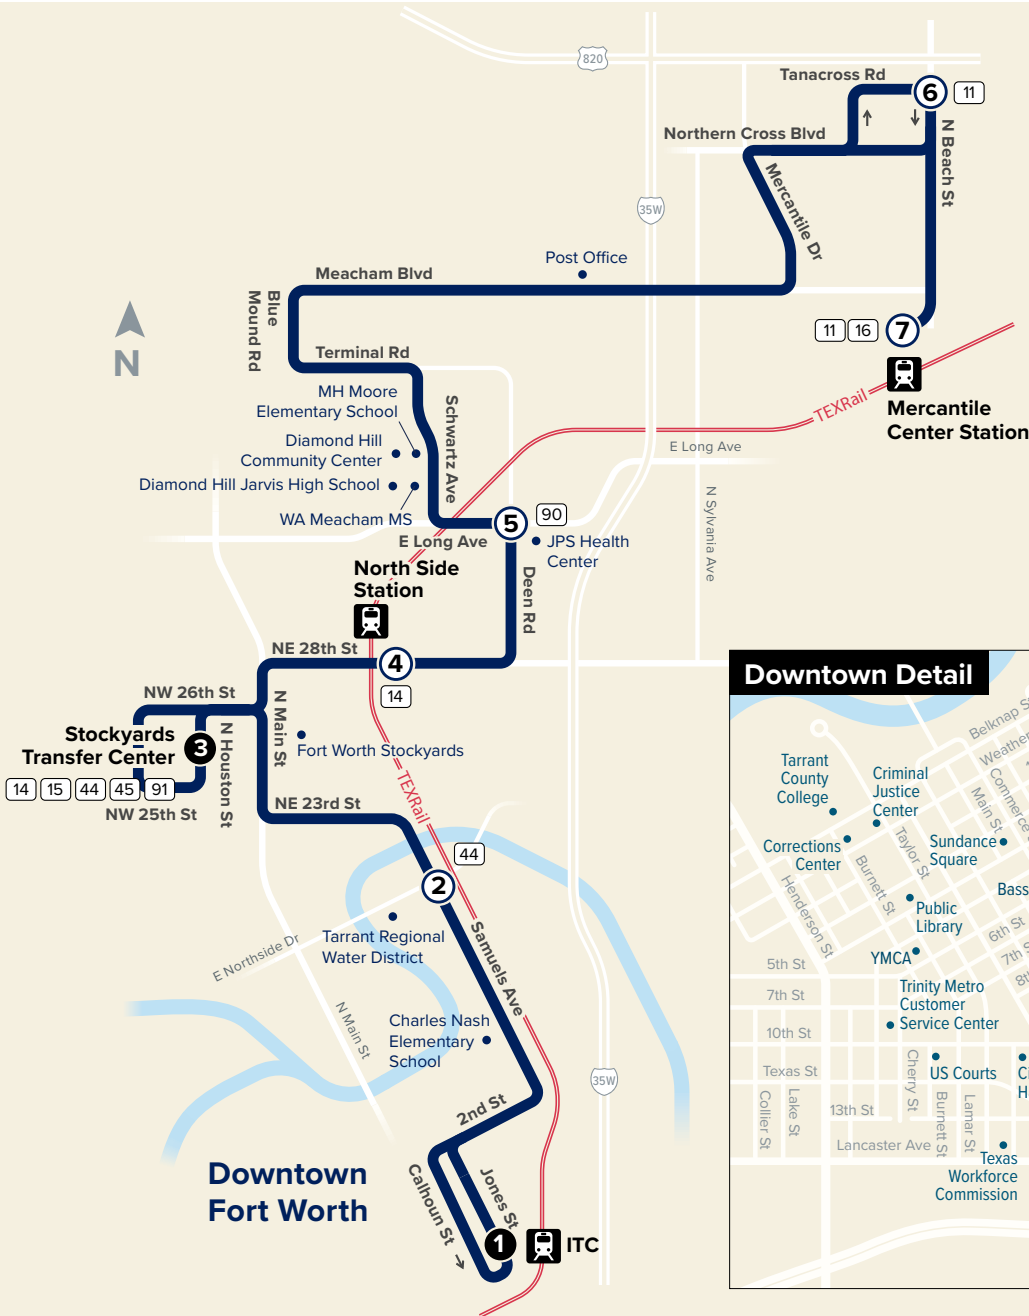 820
Tanacross Rd
6
11
Northern Cross Blvd
N Beach St
35W
Mercantile Dr
Post Office
Meacham Blvd
Blue
Mound Rd
11
16
7
N
Terminal Rd
TEXRail
Mercantile
Center Station
MH Moore
Elementary School
Schwartz Ave
Diamond Hill
Community Center
E Long Ave
Diamond Hill Jarvis High School
N Sylvania Ave
WA Meacham MS
90
5
E Long Ave
JPS Health
Center
North Side
Station
Deen Rd
NE 28th St
4
14
NW 26th St
N Main St
Stockyards
Transfer Center
3
N Houston St
Fort Worth Stockyards
14
15
44
45
91
NW 25th St
TEXRail
NE 23rd St
44
2
Tarrant Regional
Water District
Samuels Ave
E Northside Dr
N Main St
Charles Nash
Elementary
School
35W
2nd St
Downtown
Fort Worth
Calhoun St
Jones St
1
ITC
Downtown Detail
Belknap S
Weather
Tarrant
County
College
Criminal
Justice
Center
Commerce
Main St
Corrections
Center
Taylor St
Sundance
Square
Burnett St
Henderson St
Bass
Public
Library
6th St
7th S
8th
YMCA
5th St
7th St
Trinity Metro
Customer
Service Center
10th St
Texas St
Cherry St
US Courts
Ci
H
Collier St
Lake St
13th St
Burnett St
Lamar St
Lancaster Ave
Texas
Workforce
Commission